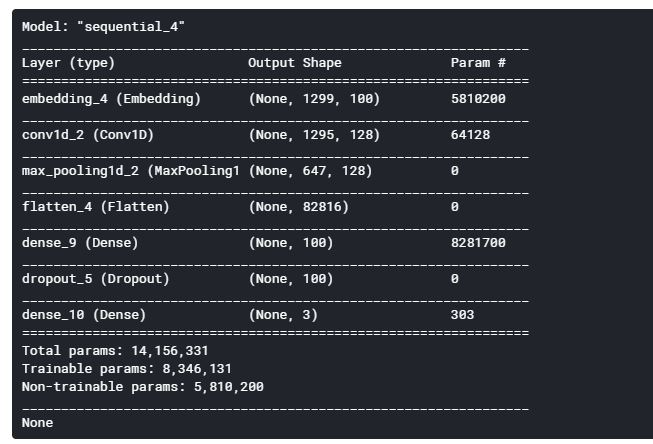 Model: "sequential_4"
_________________________________________________________________
Layer (type)                 Output Shape              Param #
=================================================================
embedding_4 (Embedding)      (None, 1299, 100)         5810200
_________________________________________________________________
conv1d_2 (Conv1D)            (None, 1295, 128)         64128
_________________________________________________________________
max_pooling1d_2 (MaxPooling1 (None, 647, 128)          0
_________________________________________________________________
flatten_4 (Flatten)          (None, 82816)             0
_________________________________________________________________
dense_9 (Dense)              (None, 100)               8281700
_________________________________________________________________
dropout_5 (Dropout)          (None, 100)               0
_________________________________________________________________
dense_10 (Dense)             (None, 3)                 303
=================================================================
Total params: 14,156,331
Trainable params: 8,346,131
Non-trainable params: 5,810,200
_________________________________________________________________
None